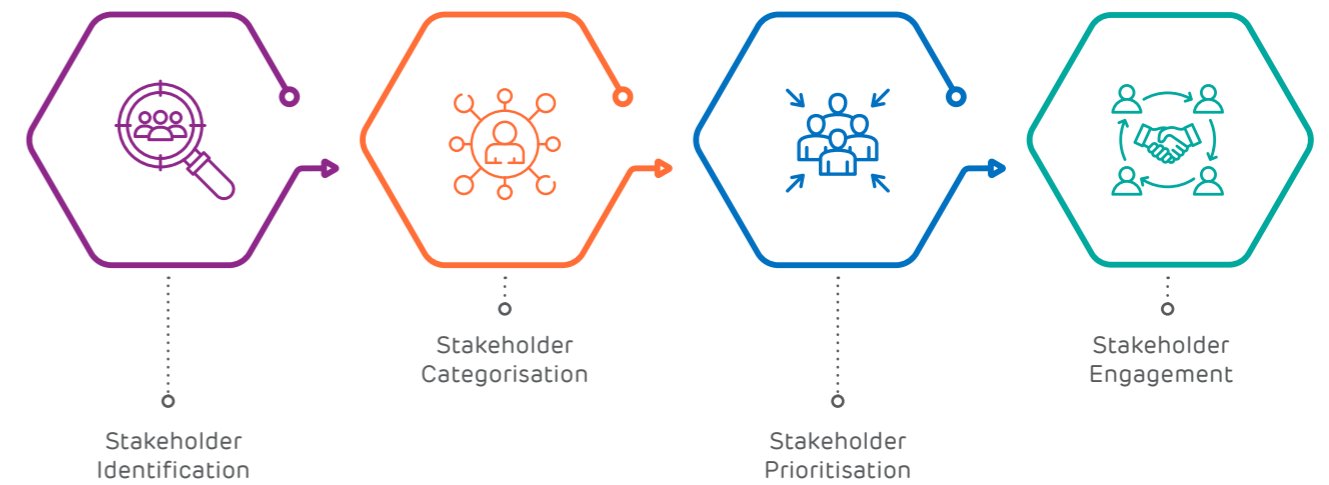 Stakeholder
Identification
Stakeholder
Categorisation
Stakeholder
Prioritisation
Stakeholder
Engagement